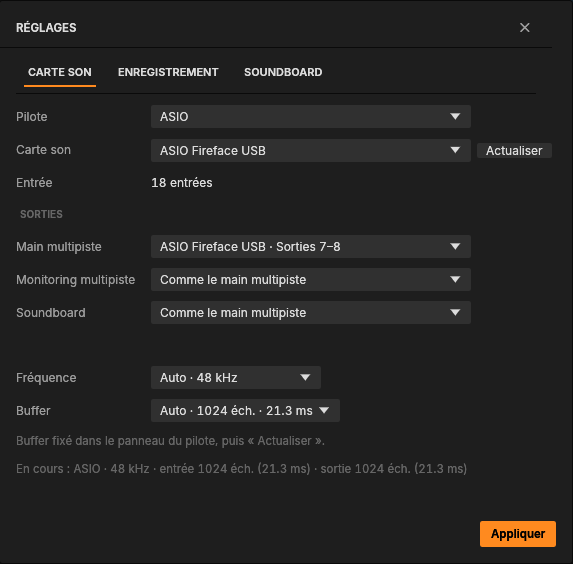 RÉGLAGES
CARTE SON ENREGISTREMENT SOUNDBOARD
Pilote ASIO
Carte son ASIO Fireface USB Actualiser
Entrée 18 entrées
SORTIES
Main multipiste ASIO Fireface USB · Sorties 7–8
Monitoring multipiste Comme le main multipiste
Soundboard Comme le main multipiste
Fréquence Auto · 48 kHz
Buffer Auto · 1024 éch. · 21.3 ms
Buffer fixé dans le panneau du pilote, puis « Actualiser ».
En cours : ASIO · 48 kHz · entrée 1024 éch. (21.3 ms) · sortie 1024 éch. (21.3 ms)
Appliquer